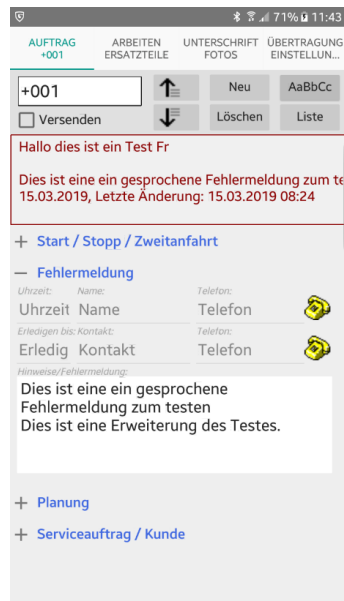 71% 11:43
AUFTRAG
+001
ARBEITEN
ERSATZTEILE
UNTERSCHRIFT
FOTOS
ÜBERTRAGUNG
EINSTELLUN...
+001
Neu
AaBbCc
Versenden
Löschen
Liste
Hallo dies ist ein Test Fr
Dies ist eine ein gesprochene Fehlermeldung zum te
15.03.2019, Letzte Änderung: 15.03.2019 08:24
+ Start / Stopp / Zweitanfahrt
— Fehlermeldung
Uhrzeit: Name: Telefon:
Uhrzeit Name Telefon
Erledigen bis: Kontakt: Telefon:
Erledig Kontakt Telefon
Hinweise/Fehlermeldung:
Dies ist eine ein gesprochene
Fehlermeldung zum testen
Dies ist eine Erweiterung des Testes.
+ Planung
+ Serviceauftrag / Kunde